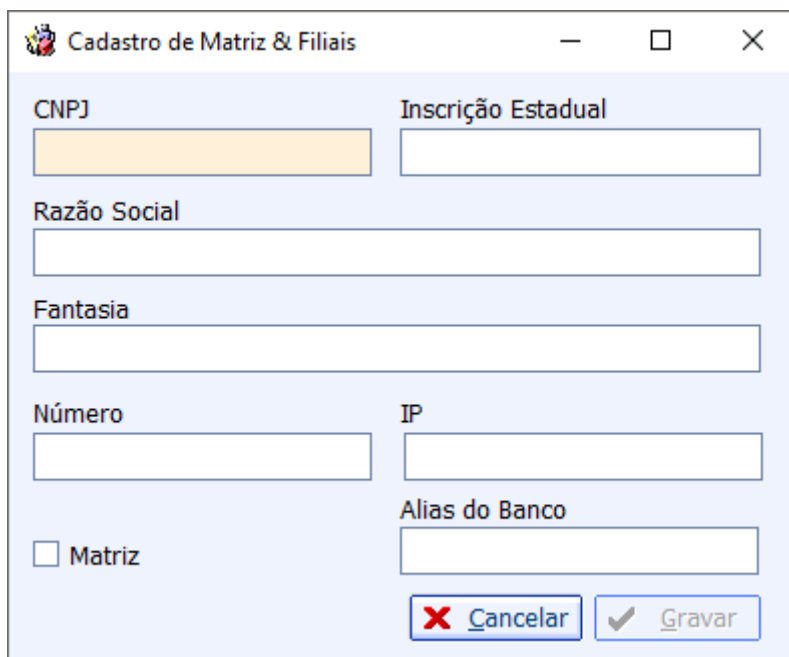 Cadastro de Matriz & Filiais
CNPJ Inscrição Estadual
Razão Social
Fantasia
Número IP
Alias do Banco
Matriz
Cancelar Gravar